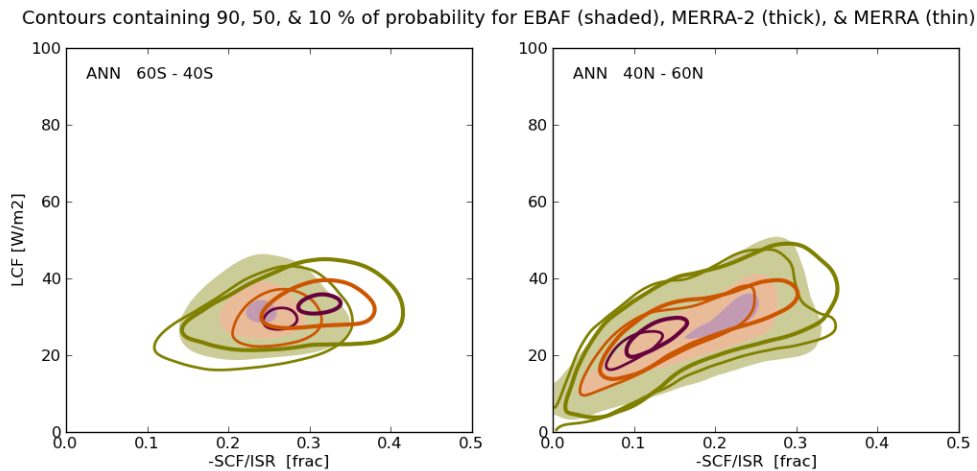 Contours containing 90, 50, & 10 % of probability for EBAF (shaded), MERRA-2 (thick), & MERRA (thin)
ANN 60S - 40S
100
80
60
40
20
0
LCF [W/m2]
0.0 0.1 0.2 0.3 0.4 0.5
-SCF/ISR [frac]
ANN 40N - 60N
100
80
60
40
20
0
0.0 0.1 0.2 0.3 0.4 0.5
-SCF/ISR [frac]